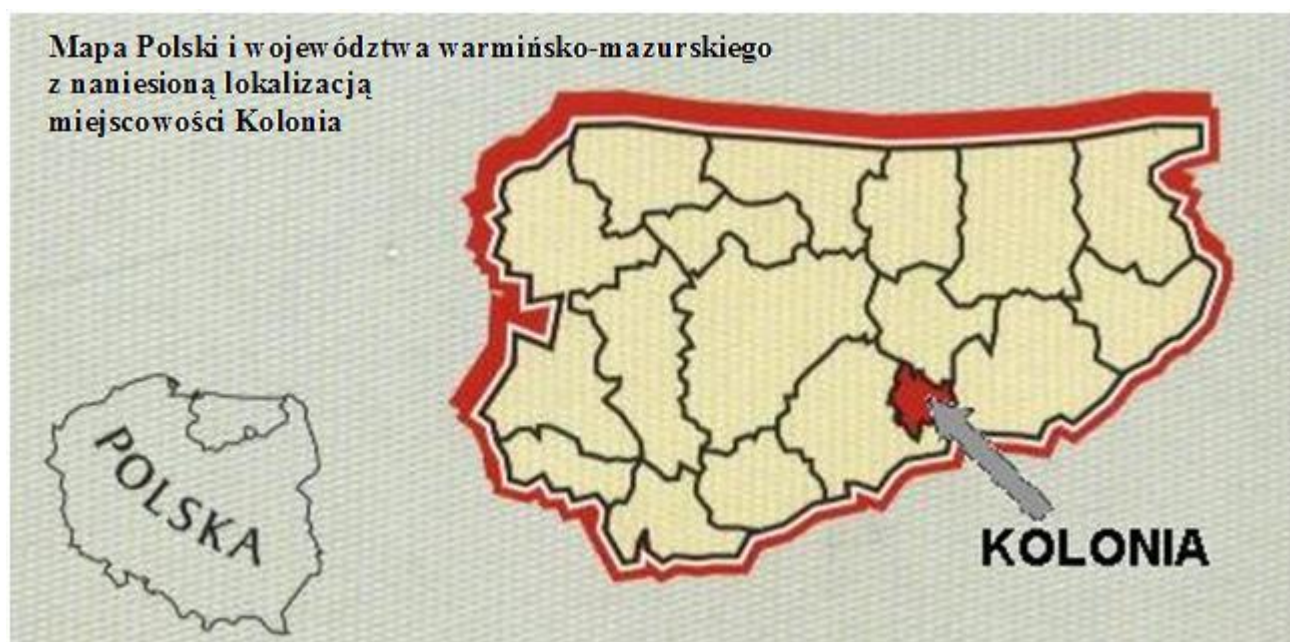 Mapa Polski i województwa warmińsko-mazurskiego
z naniesioną lokalizacją
miejscowości Kolonia
POLSKA
KOLONIA